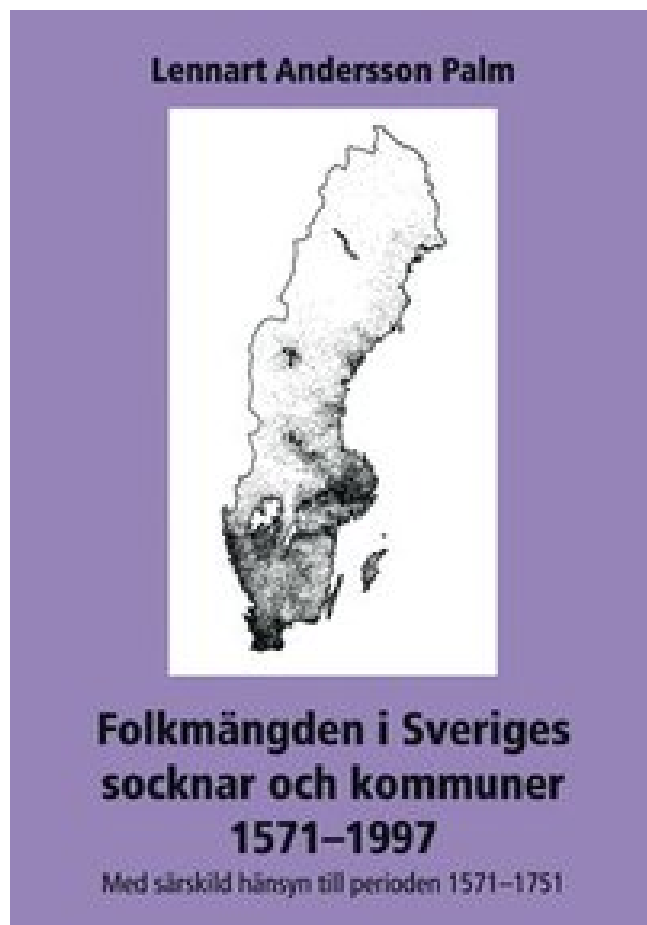 Lennart Andersson Palm
Folkmängden i Sveriges
socknar och kommuner
1571–1997
Med särskild hänsyn till perioden 1571–1751